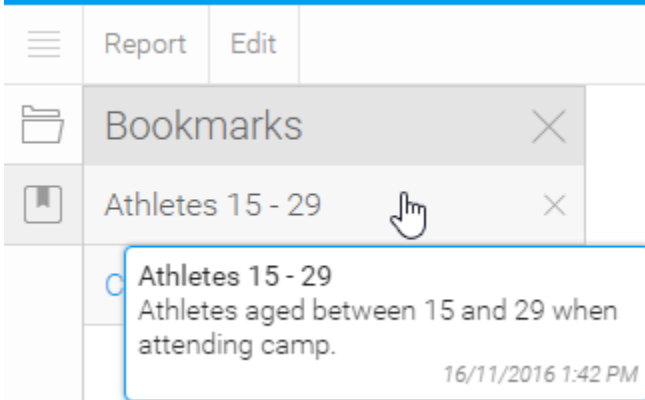 Report Edit
Bookmarks
Athletes 15 - 29
C
Athletes 15 - 29
Athletes aged between 15 and 29 when
attending camp.
16/11/2016 1:42 PM